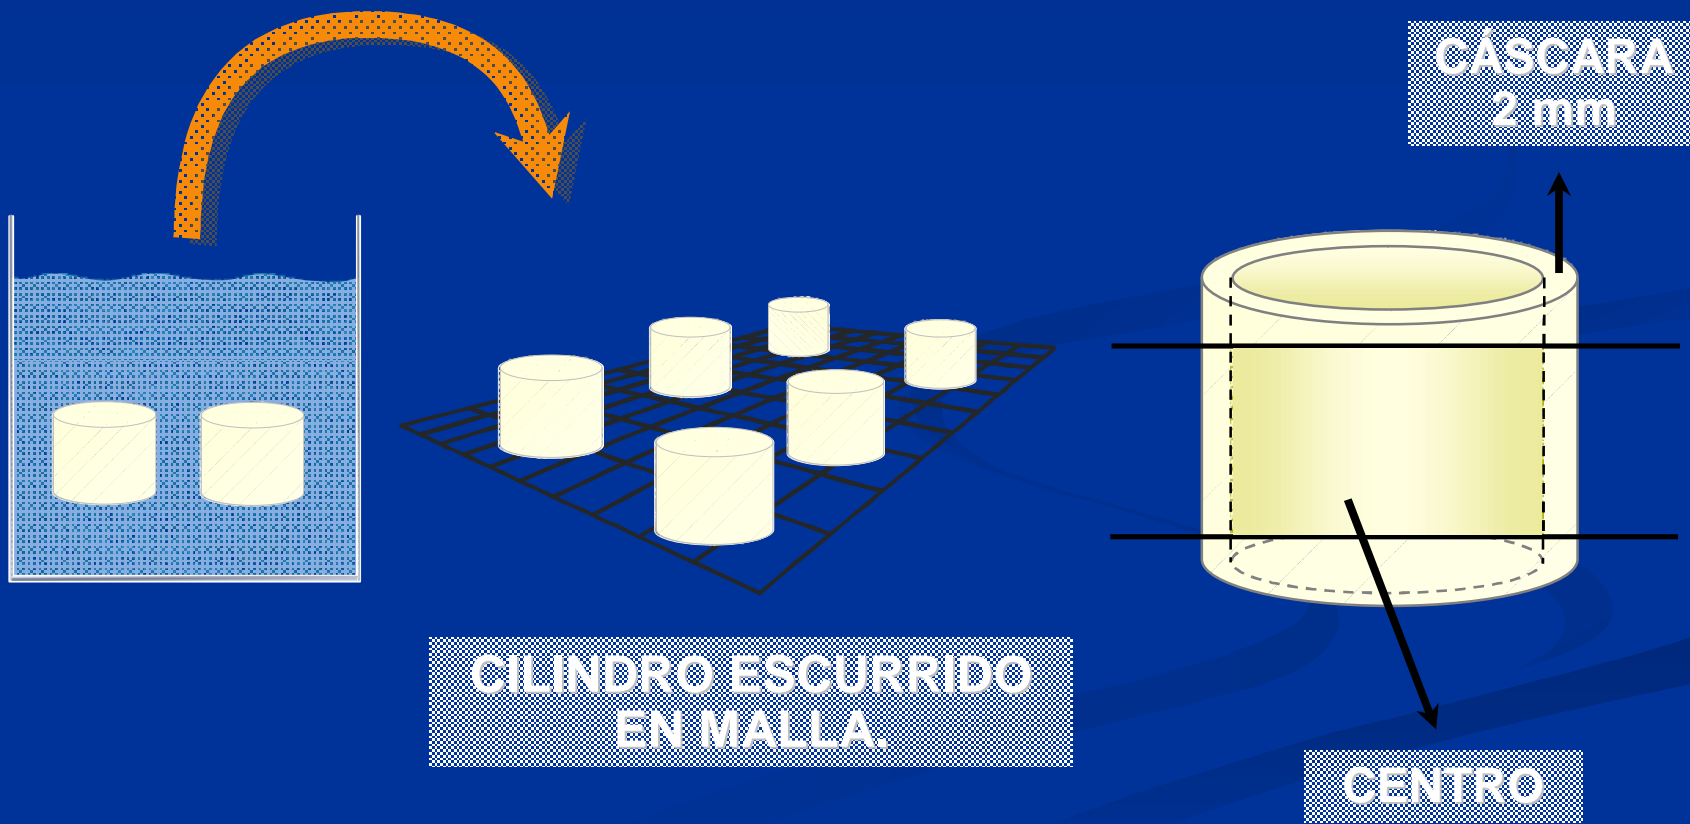 CÁSCARA
2 mm
CILINDRO ESCURRIDO
EN MALLA.
CENTRO